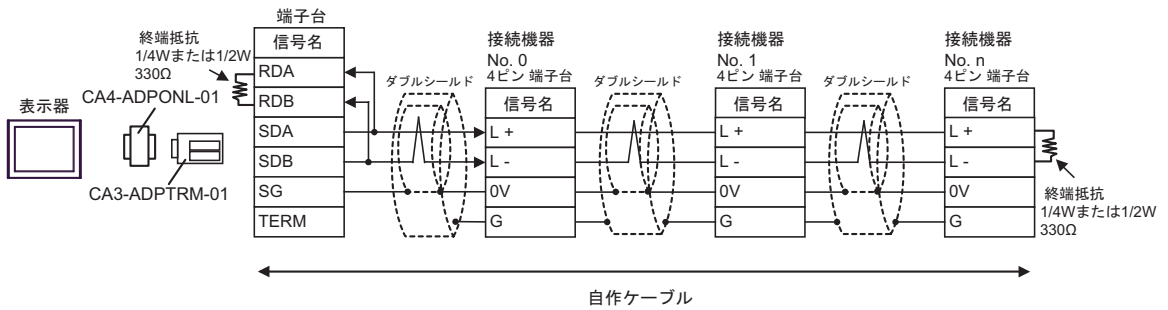 端子台
信号名
RDA
RDB
SDA
SDB
SG
TERM
終端抵抗
1/4Wまたは1/2W
330Ω
表示器
CA4-ADPONL-01
CA3-ADPTRM-01
ダブルシールド
接続機器
No. 0
4ピン 端子台
信号名
L +
L -
0V
G
ダブルシールド
接続機器
No. 1
4ピン 端子台
信号名
L +
L -
0V
G
ダブルシールド
接続機器
No. n
4ピン 端子台
信号名
L +
L -
0V
G
終端抵抗
1/4Wまたは1/2W
330Ω
自作ケーブル